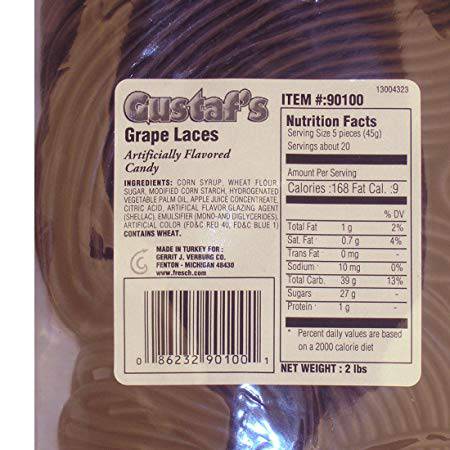 13004323
Gustaf's
Grape Laces
Artificially Flavored
Candy
INGREDIENTS: CORN SYRUP, WHEAT FLOUR
SUGAR, MODIFIED CORN STARCH, HYDROGENATED
VEGETABLE PALM OIL, APPLE JUICE CONCENTRATE,
CITRIC ACID, ARTIFICAL FLAVOR GLAZING AGENT
(SHELLAC), EMULSIFIER (MONO-AND DIGLYCERIDES).
ARTIFICIAL COLOR (FD&C RED 40, FD&C BLUE 1)
CONTAINS WHEAT.
MADE IN TURKEY FOR :
GERRIT J. VERBURG CO.
FENTON - MICHIGAN 48430
www.fresch.com
0 86232 90100 1
ITEM #:90100
Nutrition Facts
Serving Size 5 pieces (45g)
Servings about 20
Amount Per Serving
Calories :168 Fat Cal. :9
% DV
Total Fat 1 g 2%
Sat. Fat 0.7 g 4%
Trans Fat 0 mg -
Sodium 10 mg 0%
Total Carb. 39 g 13%
Sugars 27 g -
Protein 1 g -
* Percent daily values are based
on a 2000 calorie diet
NET WEIGHT : 2 lbs